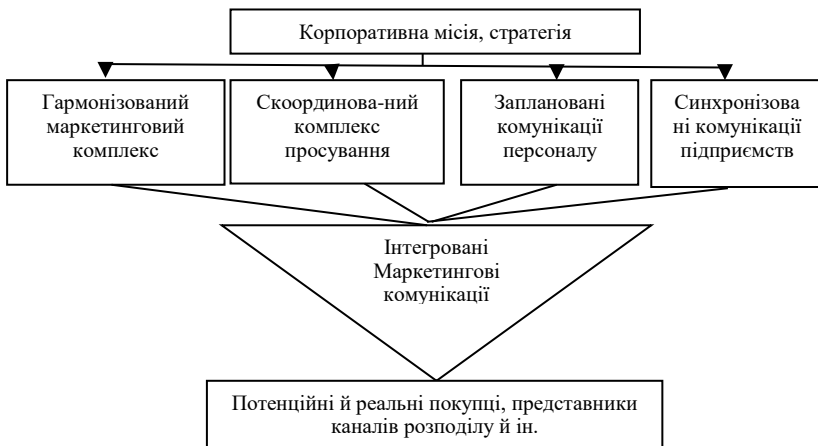 Корпоративна місія, стратегія
Гармонізований
маркетинговий
комплекс
Скоординова-ний
комплекс
просування
Заплановані
комунікації
персоналу
Синхронізова
ні комунікації
підприємств
Інтегровані
Маркетингові
комунікації
Потенційні й реальні покупці, представники
каналів розподілу й ін.